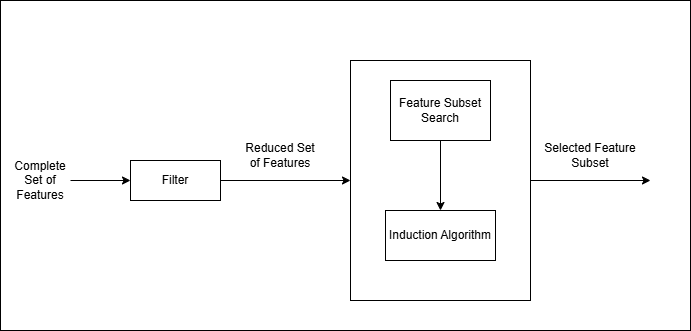 Complete
Set of
Features
Filter
Reduced Set
of Features
Feature Subset
Search
Induction Algorithm
Selected Feature
Subset